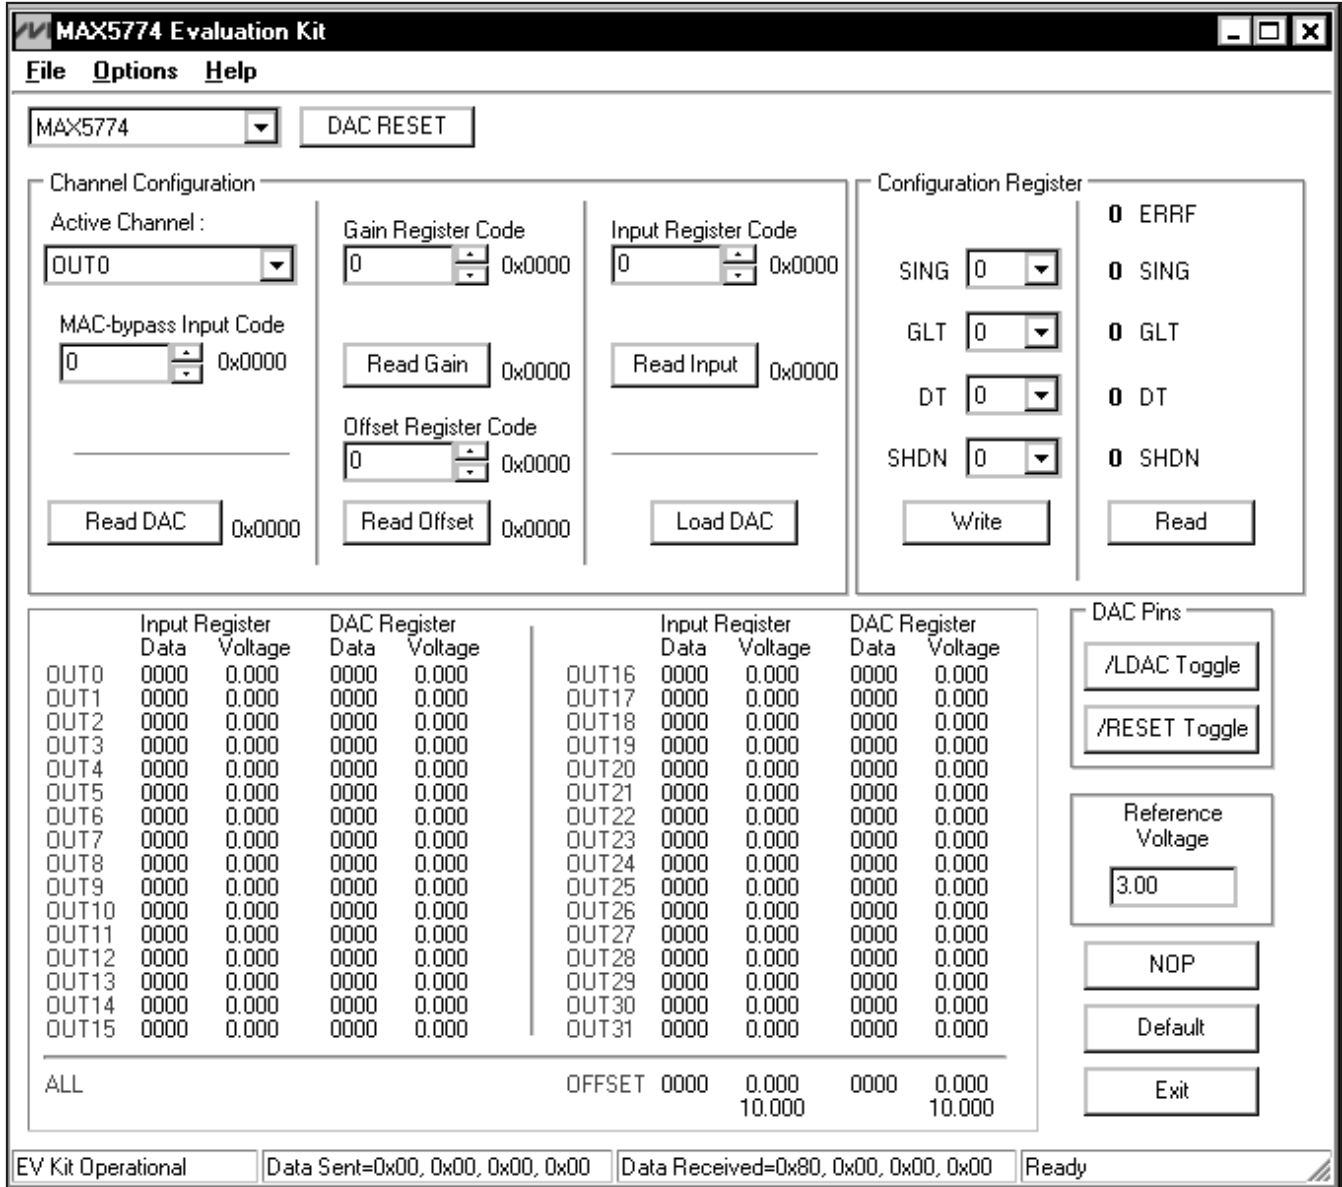 MAX5774 Evaluation Kit
File Options Help
MAX5774 DAC RESET
Channel Configuration
Active Channel :
OUT0
MAC-bypass Input Code
0 0x0000
Read DAC 0x0000
Gain Register Code
0 0x0000
Read Gain 0x0000
Offset Register Code
0 0x0000
Read Offset 0x0000
Input Register Code
0 0x0000
Read Input 0x0000
Load DAC
Configuration Register
SING 0
GLT 0
DT 0
SHDN 0
Write
0 ERRF
0 SING
0 GLT
0 DT
0 SHDN
Read
Input Register DAC Register Input Register DAC Register
Data Voltage Data Voltage Data Voltage Data Voltage
OUT0 0000 0.000 0000 0.000 OUT16 0000 0.000 0000 0.000
OUT1 0000 0.000 0000 0.000 OUT17 0000 0.000 0000 0.000
OUT2 0000 0.000 0000 0.000 OUT18 0000 0.000 0000 0.000
OUT3 0000 0.000 0000 0.000 OUT19 0000 0.000 0000 0.000
OUT4 0000 0.000 0000 0.000 OUT20 0000 0.000 0000 0.000
OUT5 0000 0.000 0000 0.000 OUT21 0000 0.000 0000 0.000
OUT6 0000 0.000 0000 0.000 OUT22 0000 0.000 0000 0.000
OUT7 0000 0.000 0000 0.000 OUT23 0000 0.000 0000 0.000
OUT8 0000 0.000 0000 0.000 OUT24 0000 0.000 0000 0.000
OUT9 0000 0.000 0000 0.000 OUT25 0000 0.000 0000 0.000
OUT10 0000 0.000 0000 0.000 OUT26 0000 0.000 0000 0.000
OUT11 0000 0.000 0000 0.000 OUT27 0000 0.000 0000 0.000
OUT12 0000 0.000 0000 0.000 OUT28 0000 0.000 0000 0.000
OUT13 0000 0.000 0000 0.000 OUT29 0000 0.000 0000 0.000
OUT14 0000 0.000 0000 0.000 OUT30 0000 0.000 0000 0.000
OUT15 0000 0.000 0000 0.000 OUT31 0000 0.000 0000 0.000
ALL OFFSET 0000 0.000 0000 0.000
10.000 10.000
DAC Pins
/LDAC Toggle
/RESET Toggle
Reference
Voltage
3.00
NOP
Default
Exit
EV Kit Operational Data Sent=0x00, 0x00, 0x00, 0x00 Data Received=0x80, 0x00, 0x00, 0x00 Ready